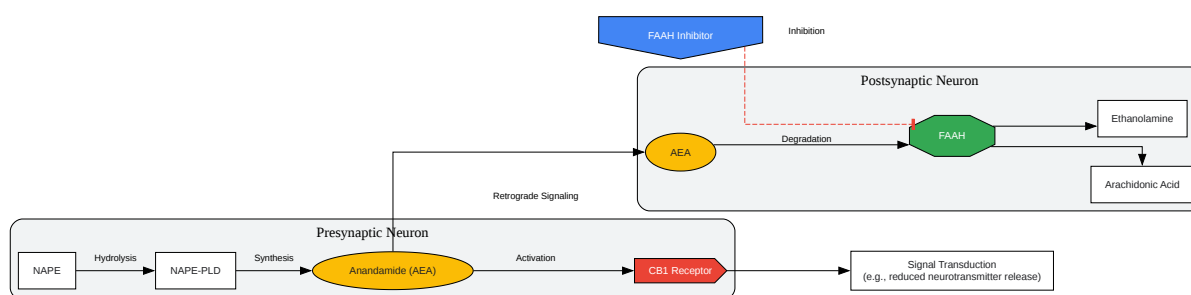 FAAH Inhibitor
Inhibition
Postsynaptic Neuron
AEA
Degradation
FAAH
Ethanolamine
Arachidonic Acid
Retrograde Signaling
Presynaptic Neuron
NAPE
Hydrolysis
NAPE-PLD
Synthesis
Anandamide (AEA)
Activation
CB1 Receptor
Signal Transduction
(e.g., reduced neurotransmitter release)